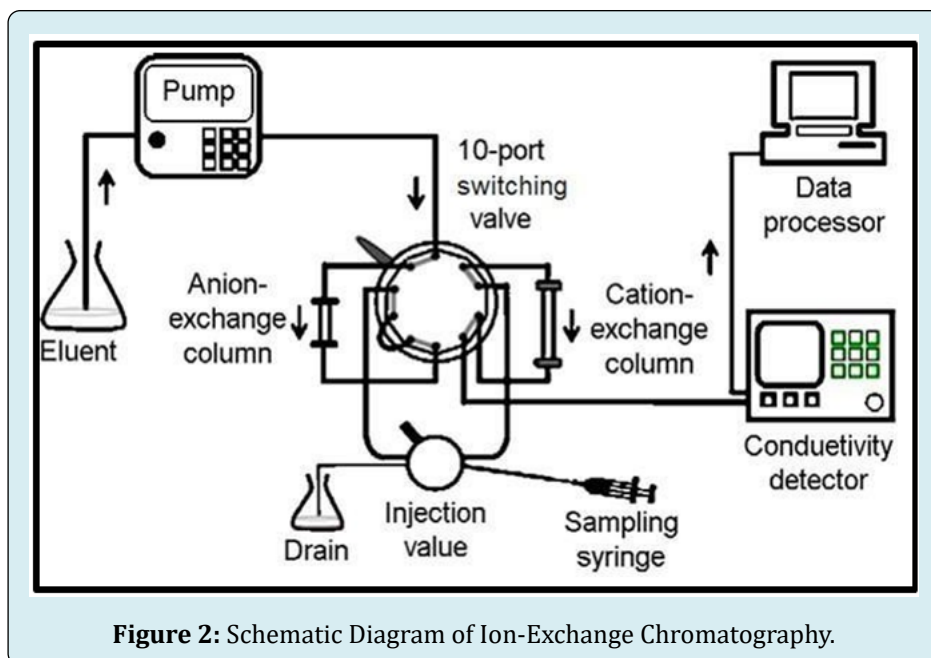 Pump
10-port
switching
valve
Data
processor
Anion-
exchange
column
Cation-
exchange
column
Eluent
Conduetivity
detector
Injection
value
Sampling
syringe
Drain
Figure 2: Schematic Diagram of Ion-Exchange Chromatography.